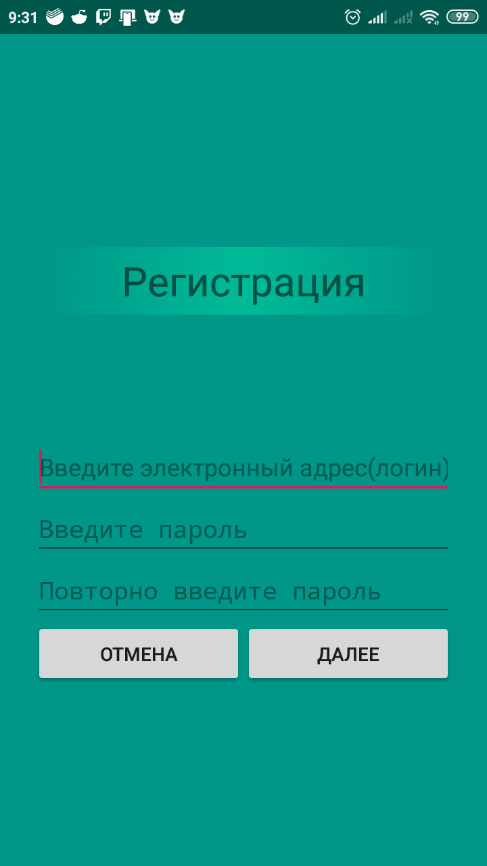 9:31 99
Регистрация
Введите электронный адрес(логин)
Введите пароль
Повторно введите пароль
ОТМЕНА ДАЛЕЕ